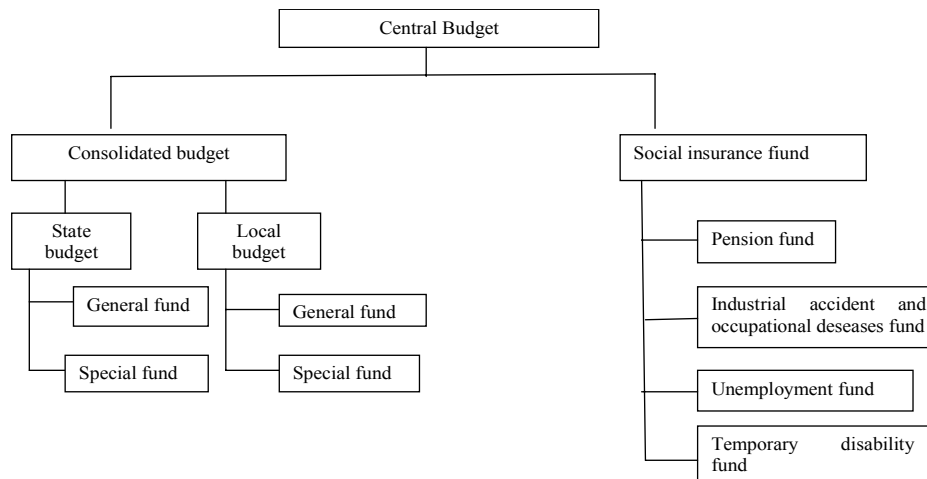 Central Budget
Consolidated budget
Social insurance fiund
State
budget
Local
budget
Pension fund
General fund
General fund
Industrial accident and
occupational deseases fund
Special fund
Special fund
Unemployment fund
Temporary disability
fund